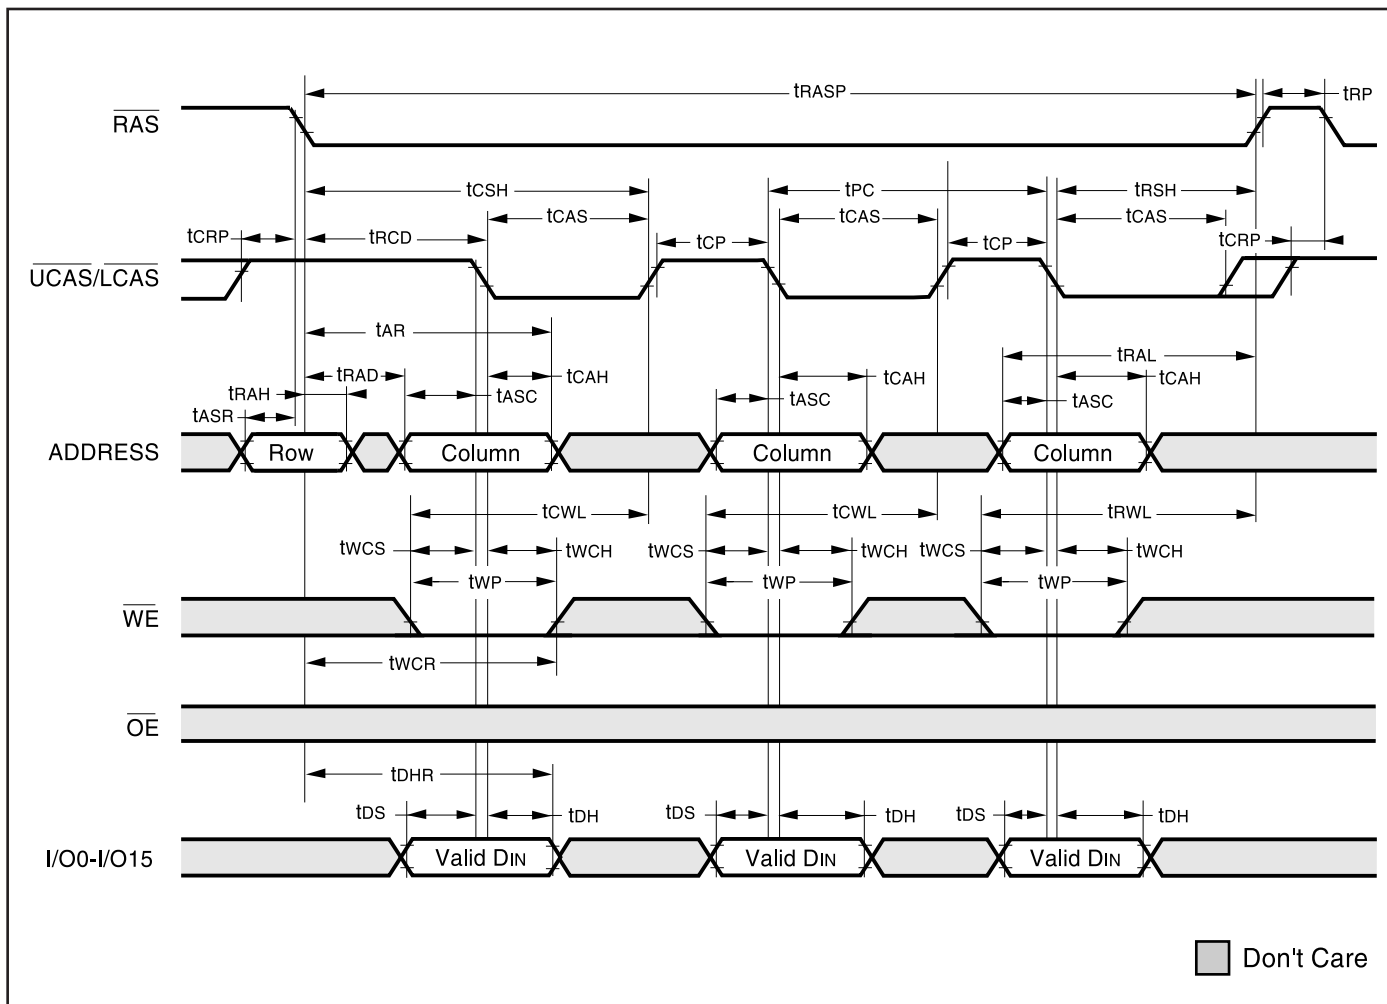 tRASP
tRP
RAS
tCSH
tPC
tRSH
tCAS
tCAS
tCAS
tCRP
tRCD
tCP
tCP
tCRP
UCAS/LCAS
tAR
tRAL
tRAD
tCAH
tCAH
tCAH
tRAH
tASC
tASC
tASC
tASR
ADDRESS
Row
Column
Column
Column
tCWL
tCWL
tRWL
tWCS
tWCH
tWCS
tWCH
tWCS
tWCH
tWP
tWP
tWP
WE
tWCR
OE
tDHR
tDS
tDH
tDS
tDH
tDS
tDH
I/O0-I/O15
Valid DIN
Valid DIN
Valid DIN
Don't Care